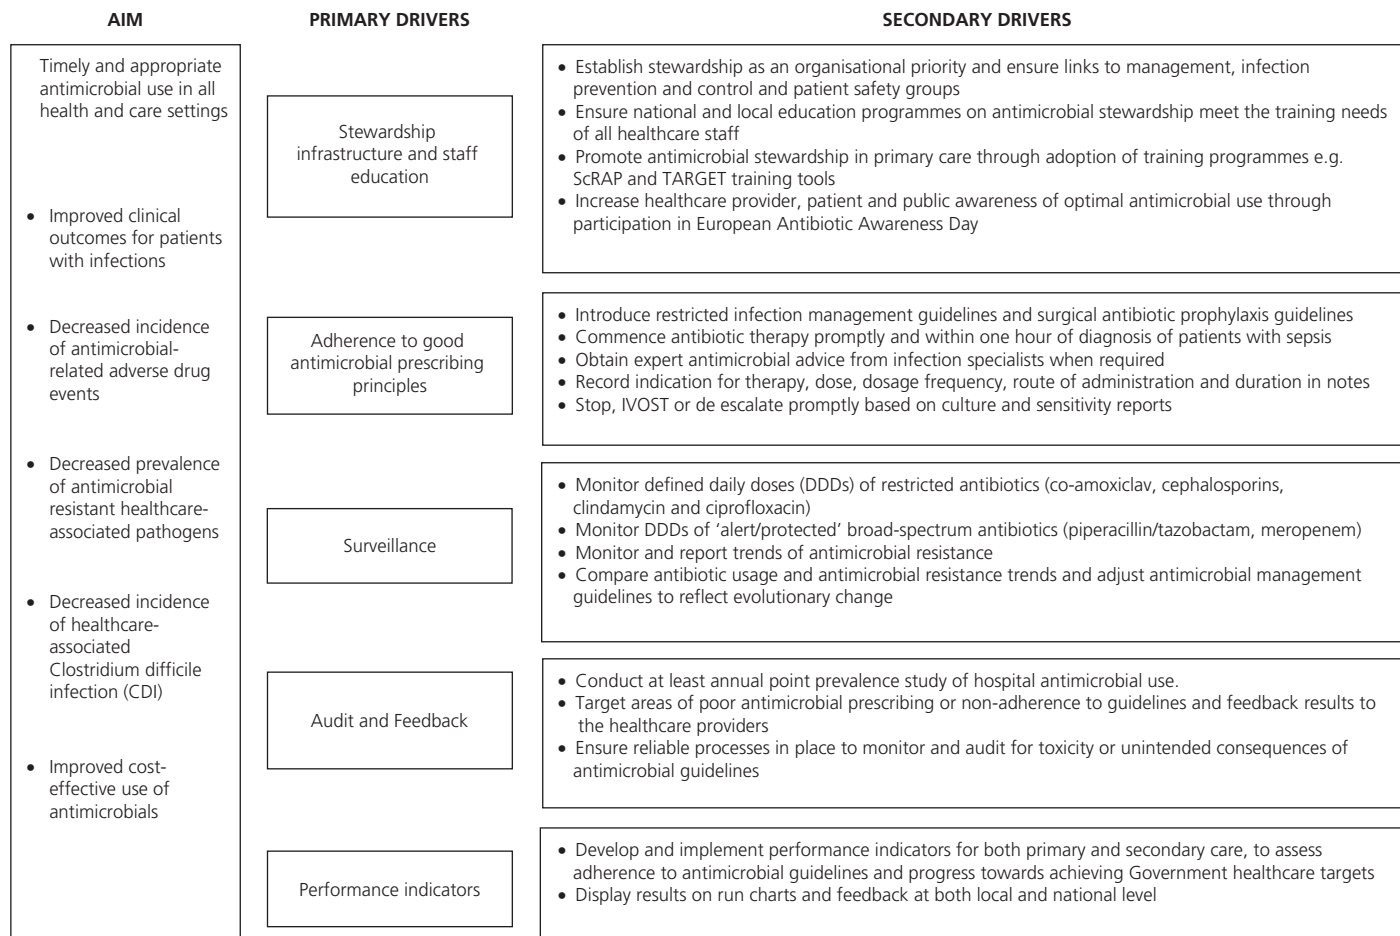 AIM
PRIMARY DRIVERS
SECONDARY DRIVERS
Timely and appropriate
antimicrobial use in all
health and care settings
• Improved clinical
outcomes for patients
with infections
• Decreased incidence
of antimicrobial-
related adverse drug
events
• Decreased prevalence
of antimicrobial
resistant healthcare-
associated pathogens
• Decreased incidence
of healthcare-
associated
Clostridium difficile
infection (CDI)
• Improved cost-
effective use of
antimicrobials
Stewardship
infrastructure and staff
education
• Establish stewardship as an organisational priority and ensure links to management, infection
prevention and control and patient safety groups
• Ensure national and local education programmes on antimicrobial stewardship meet the training needs
of all healthcare staff
• Promote antimicrobial stewardship in primary care through adoption of training programmes e.g.
ScRAP and TARGET training tools
• Increase healthcare provider, patient and public awareness of optimal antimicrobial use through
participation in European Antibiotic Awareness Day
Adherence to good
antimicrobial prescribing
principles
• Introduce restricted infection management guidelines and surgical antibiotic prophylaxis guidelines
• Commence antibiotic therapy promptly and within one hour of diagnosis of patients with sepsis
• Obtain expert antimicrobial advice from infection specialists when required
• Record indication for therapy, dose, dosage frequency, route of administration and duration in notes
• Stop, IVOST or de escalate promptly based on culture and sensitivity reports
Surveillance
• Monitor defined daily doses (DDDs) of restricted antibiotics (co-amoxiclav, cephalosporins,
clindamycin and ciprofloxacin)
• Monitor DDDs of ‘alert/protected’ broad-spectrum antibiotics (piperacillin/tazobactam, meropenem)
• Monitor and report trends of antimicrobial resistance
• Compare antibiotic usage and antimicrobial resistance trends and adjust antimicrobial management
guidelines to reflect evolutionary change
Audit and Feedback
• Conduct at least annual point prevalence study of hospital antimicrobial use.
• Target areas of poor antimicrobial prescribing or non-adherence to guidelines and feedback results to
the healthcare providers
• Ensure reliable processes in place to monitor and audit for toxicity or unintended consequences of
antimicrobial guidelines
Performance indicators
• Develop and implement performance indicators for both primary and secondary care, to assess
adherence to antimicrobial guidelines and progress towards achieving Government healthcare targets
• Display results on run charts and feedback at both local and national level